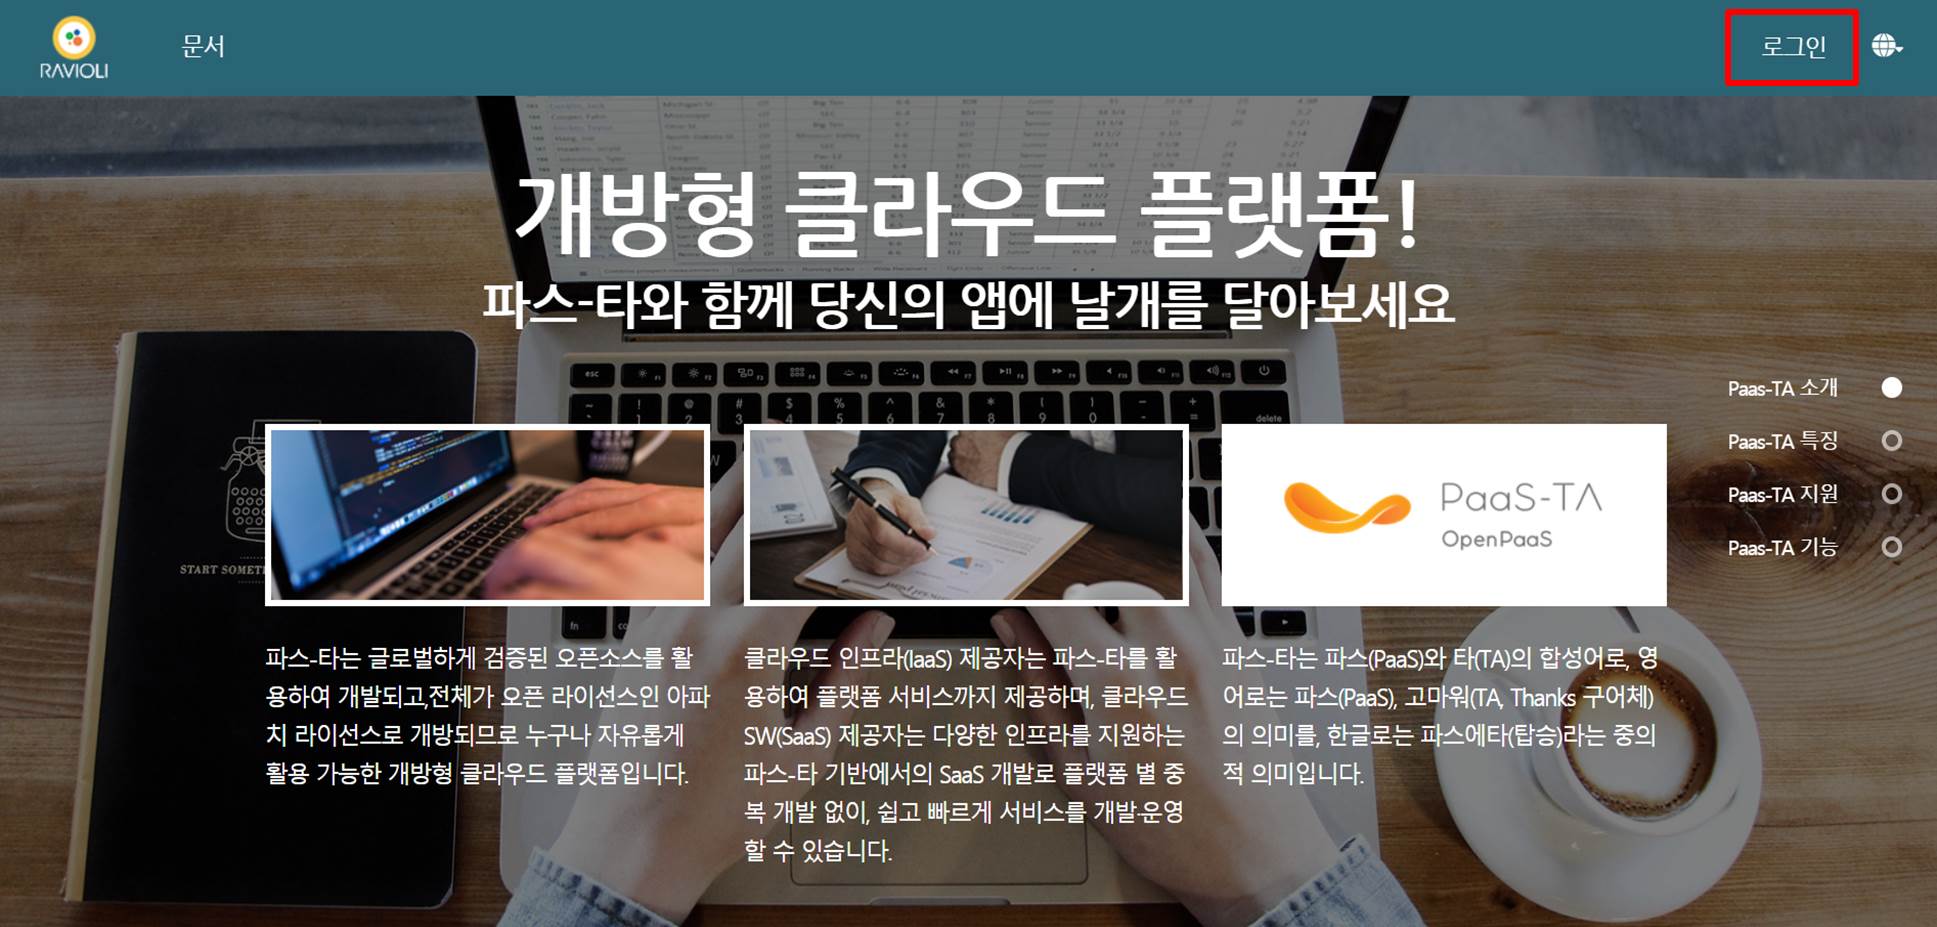 RAVIOLI
문서
로그인
개방형 클라우드 플랫폼!
파스-타와 함께 당신의 앱에 날개를 달아보세요
Paas-TA 소개
Paas-TA 특징
Paas-TA 지원
Paas-TA 기능
START SOMET
PaaS-TA
OpenPaaS
파스-타는 글로벌하게 검증된 오픈소스를 활
용하여 개발되고,전체가 오픈 라이선스인 아파
치 라이선스로 개방되므로 누구나 자유롭게
활용 가능한 개방형 클라우드 플랫폼입니다.
클라우드 인프라(IaaS) 제공자는 파스-타를 활
용하여 플랫폼 서비스까지 제공하며, 클라우드
SW(SaaS) 제공자는 다양한 인프라를 지원하는
파스-타 기반에서의 SaaS 개발로 플랫폼 별 중
복 개발 없이, 쉽고 빠르게 서비스를 개발·운영
할 수 있습니다.
파스-타는 파스(PaaS)와 타(TA)의 합성어로, 영
어로는 파스(PaaS), 고마워(TA, Thanks 구어체)
의 의미를, 한글로는 파스에타(탑승)라는 중의
적 의미입니다.
esc
delete
fn